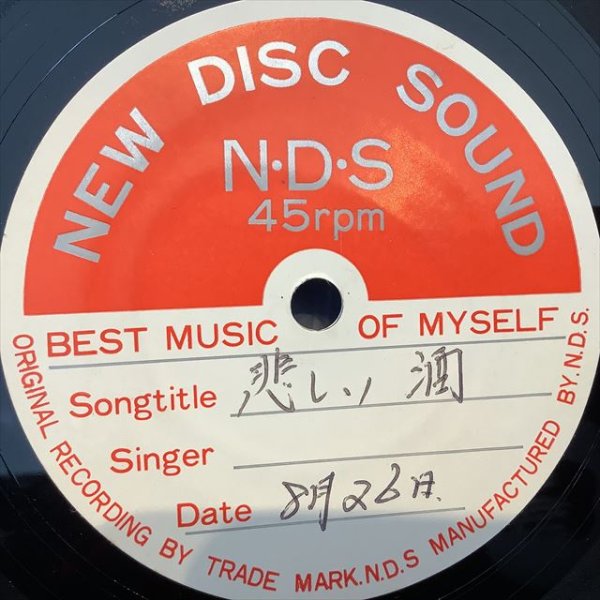 NEW DISC SOUND
N·D·S
45rpm
BEST MUSIC OF MYSELF
Songtitle 悲しい酒
Singer
Date 8月26日.
ORIGINAL RECORDING BY TRADE MARK.N.D.S MANUFACTURED BY.N.D.S.